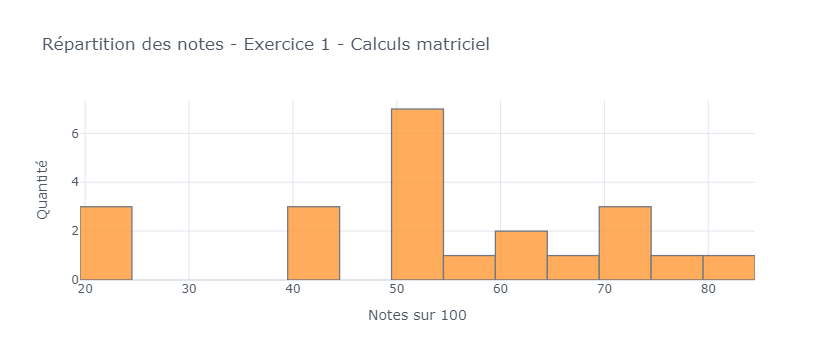 Répartition des notes - Exercice 1 - Calculs matriciel
Quantité
6
4
2
0
20 30 40 50 60 70 80
Notes sur 100